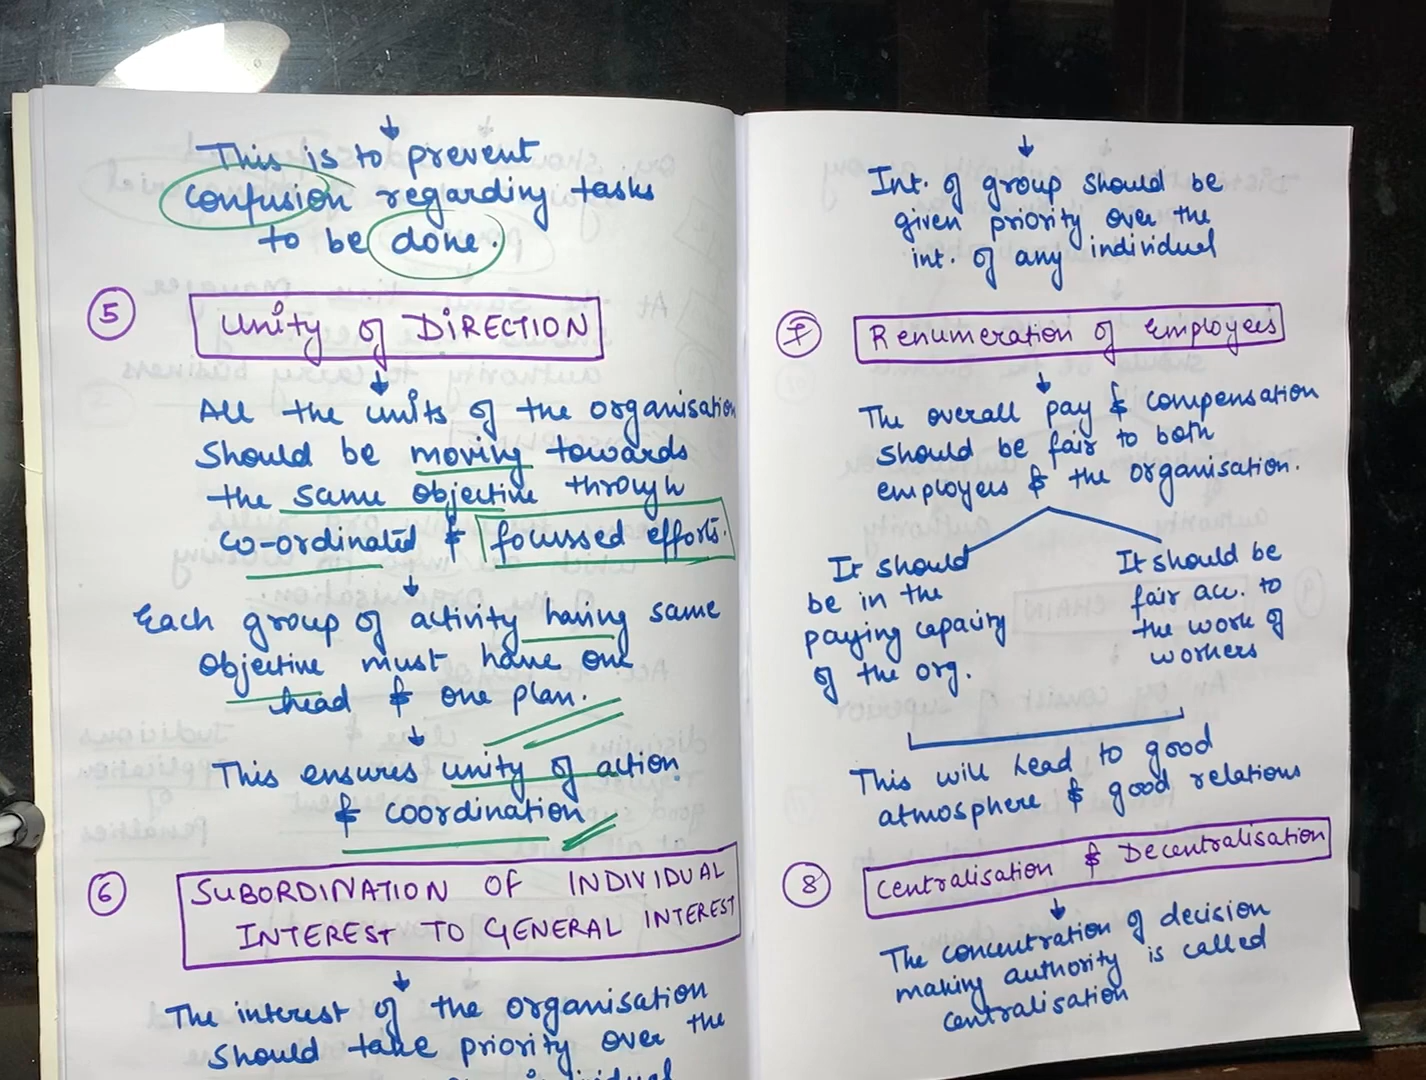 This is to prevent
confusion regarding tasks
to be done.
5 Unity of DIRECTION
All the units of the organisation
should be moving towards
the same objective through
co-ordinated & focussed efforts.
Each group of activity having same
objective must have one
head & one plan.
This ensures unity of action
& coordination
6 SUBORDINATION OF INDIVIDUAL
INTEREST TO GENERAL INTEREST
The interest of the organisation
should take priority over the
Int. of group should be
given priority over the
int. of any individual
7 Renumeration of employees
The overall pay & compensation
should be fair to both
employees & the organisation.
It should
be in the
paying capacity
of the org.
It should be
fair acc. to
the work of
workers
This will lead to good
atmosphere & good relations
8 Centralisation & Decentralisation
The concentration of decision
making authority is called
centralisation